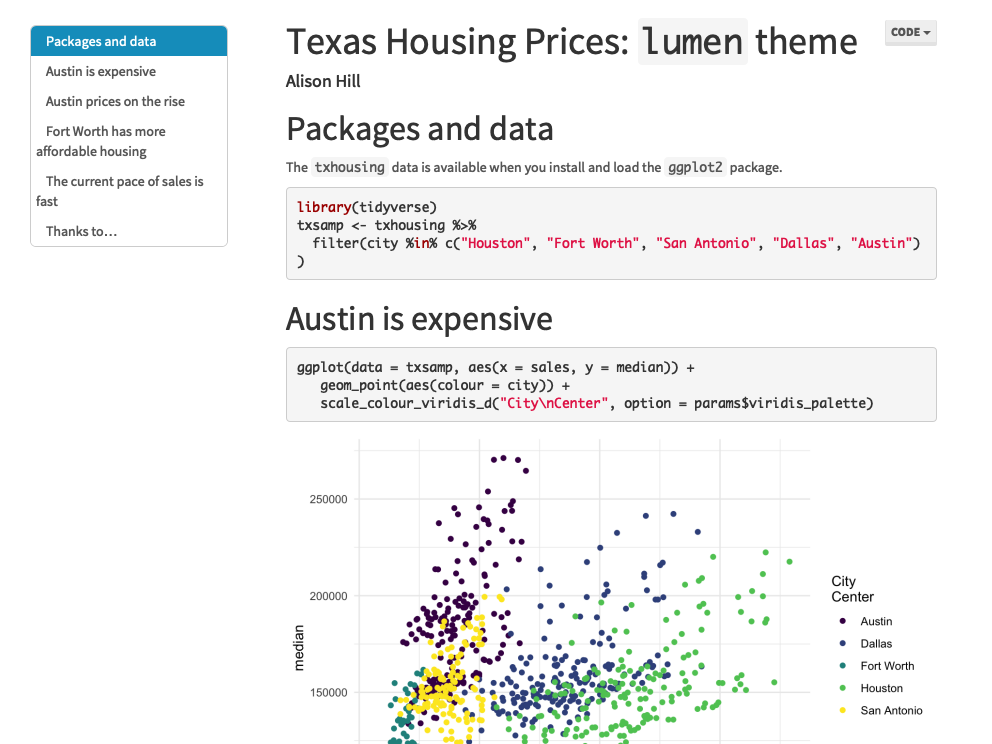 Packages and data
Austin is expensive
Austin prices on the rise
Fort Worth has more
affordable housing
The current pace of sales is
fast
Thanks to…
Texas Housing Prices: lumen theme
CODE
Alison Hill
Packages and data
The txhousing data is available when you install and load the ggplot2 package.
library(tidyverse)
txsamp <- txhousing %>%
  filter(city %in% c("Houston", "Fort Worth", "San Antonio", "Dallas", "Austin")
)
Austin is expensive
ggplot(data = txsamp, aes(x = sales, y = median)) +
   geom_point(aes(colour = city)) +
   scale_colour_viridis_d("City\nCenter", option = params$viridis_palette)
250000
200000
150000
median
City
Center
Austin
Dallas
Fort Worth
Houston
San Antonio